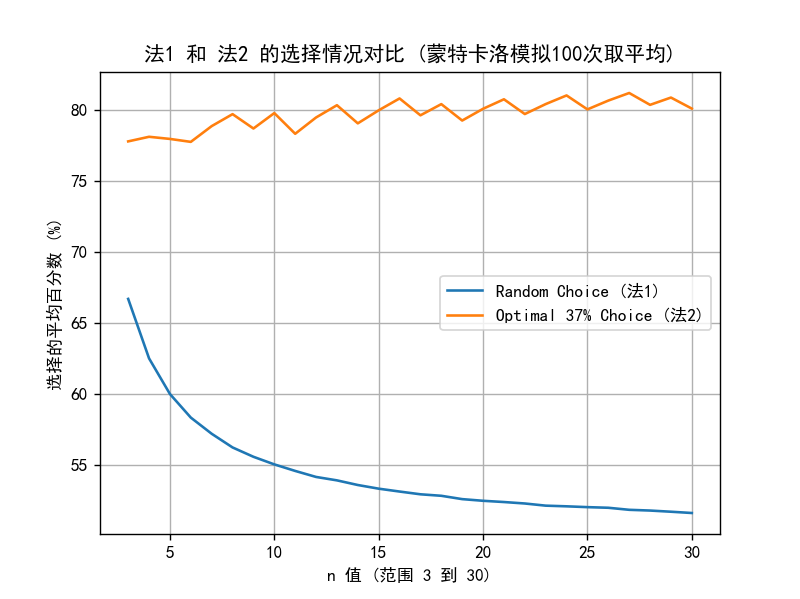 法1 和 法2 的选择情况对比 (蒙特卡洛模拟100次取平均)
选择的平均百分数 (%)
80
75
70
65
60
55
Random Choice (法1)
Optimal 37% Choice (法2)
5 10 15 20 25 30
n 值 (范围 3 到 30)